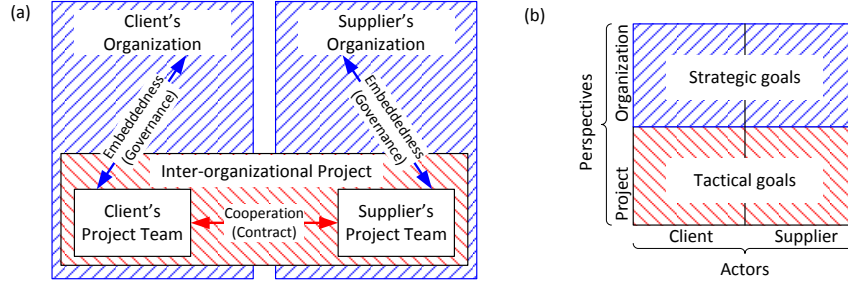 (a)
Client's
Organization
Supplier's
Organization
Embeddedness
(Governance)
Embeddedness
(Governance)
Inter-organizational Project
Client's
Project Team
Cooperation
(Contract)
Supplier's
Project Team
(b)
Perspectives
Organization
Project
Strategic goals
Tactical goals
Client
Supplier
Actors